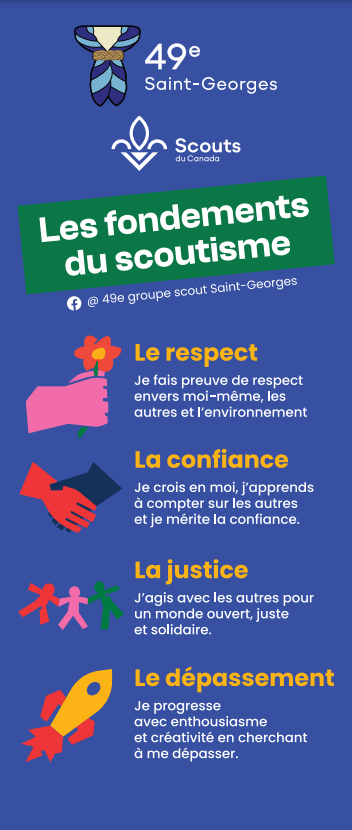 49e
Saint-Georges
Scouts
du Canada
Les fondements
du scoutisme
@ 49e groupe scout Saint-Georges
Le respect
Je fais preuve de respect
envers moi-même, les
autres et l'environnement
La confiance
Je crois en moi, j'apprends
à compter sur les autres
et je mérite la confiance.
La justice
J'agis avec les autres pour
un monde ouvert, juste
et solidaire.
Le dépassement
Je progresse
avec enthousiasme
et créativité en cherchant
à me dépasser.